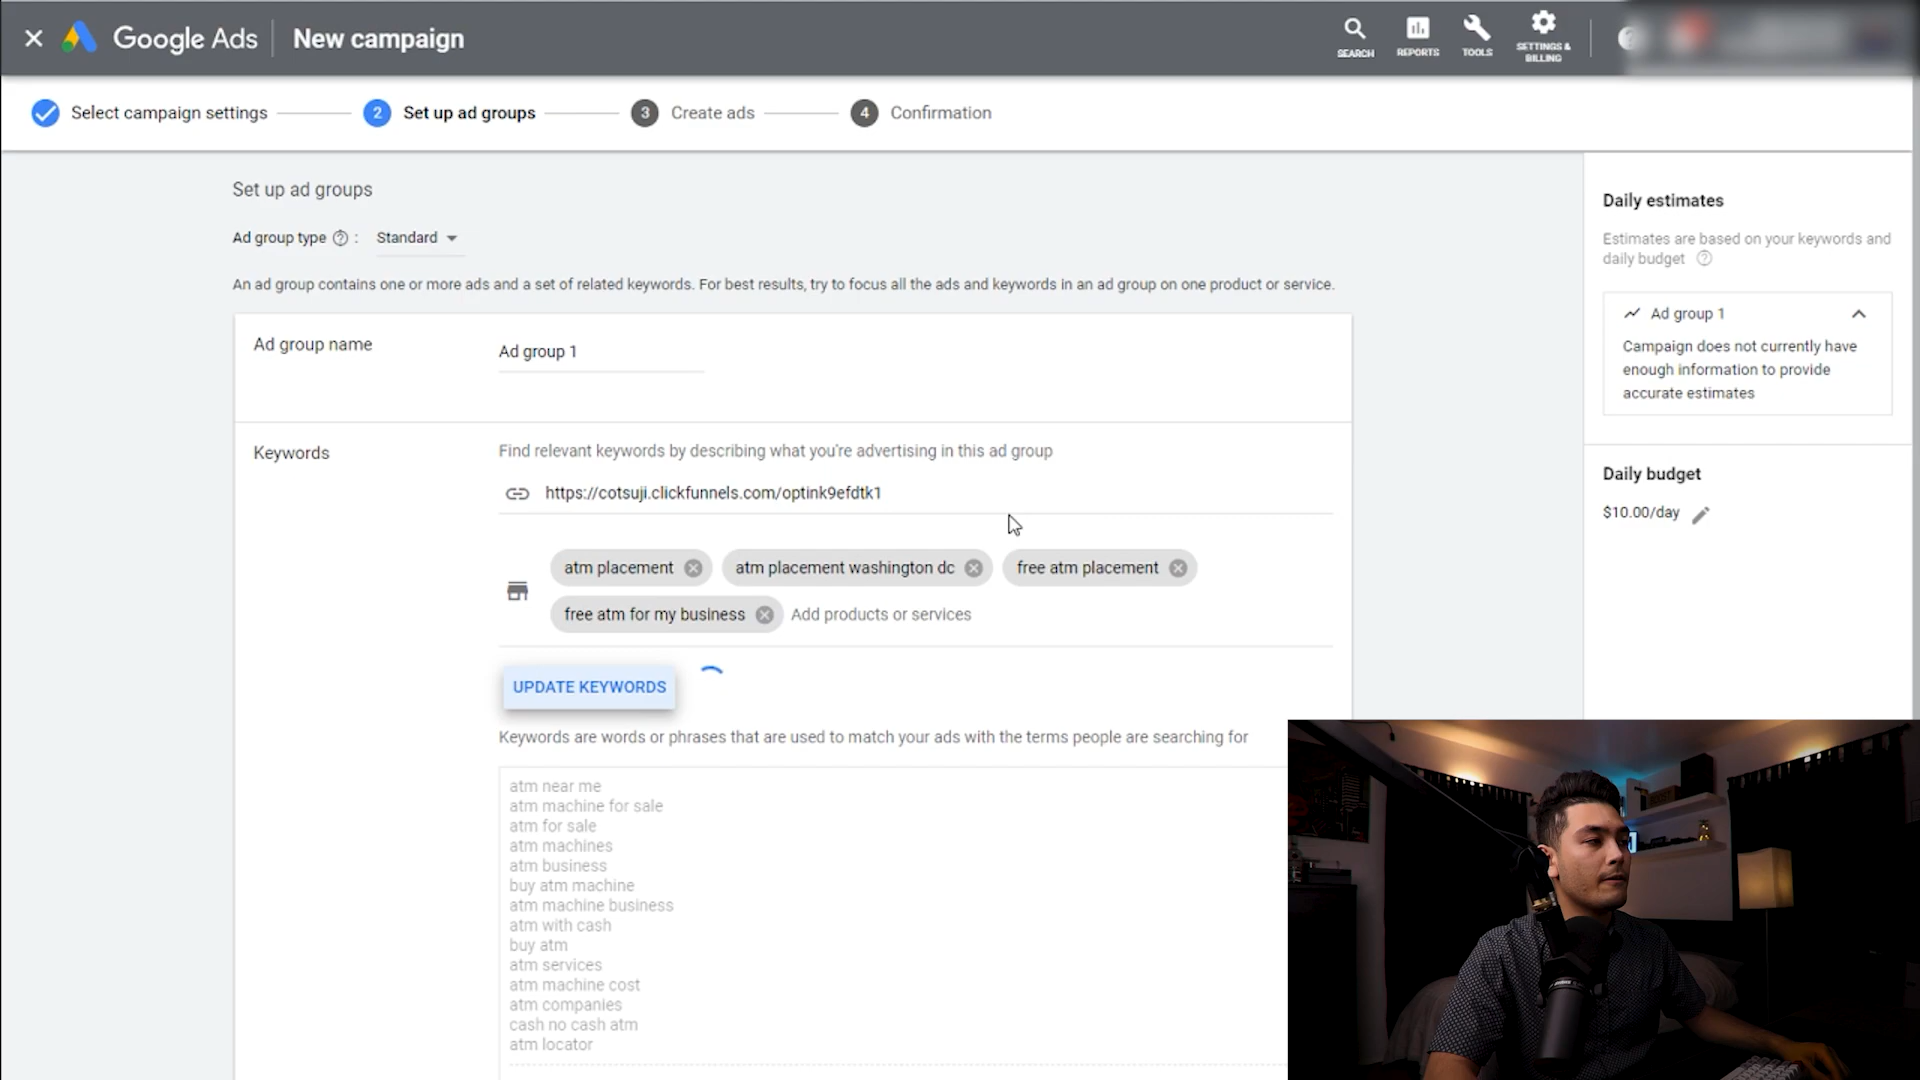 Google Ads
New campaign
SEARCH
REPORTS
TOOLS
SETTINGS &
BILLING
Select campaign settings
2
Set up ad groups
3
Create ads
4
Confirmation
Set up ad groups
Ad group type ? :
Standard
An ad group contains one or more ads and a set of related keywords. For best results, try to focus all the ads and keywords in an ad group on one product or service.
Ad group name
Ad group 1
Keywords
Find relevant keywords by describing what you're advertising in this ad group
https://cotsuji.clickfunnels.com/optink9efdtk1
atm placement
atm placement washington dc
free atm placement
free atm for my business
Add products or services
UPDATE KEYWORDS
Keywords are words or phrases that are used to match your ads with the terms people are searching for
atm near me
atm machine for sale
atm for sale
atm machines
atm business
buy atm machine
atm machine business
atm with cash
buy atm
atm services
atm machine cost
atm companies
cash no cash atm
atm locator
Daily estimates
Estimates are based on your keywords and
daily budget ?
Ad group 1
Campaign does not currently have
enough information to provide
accurate estimates
Daily budget
$10.00/day